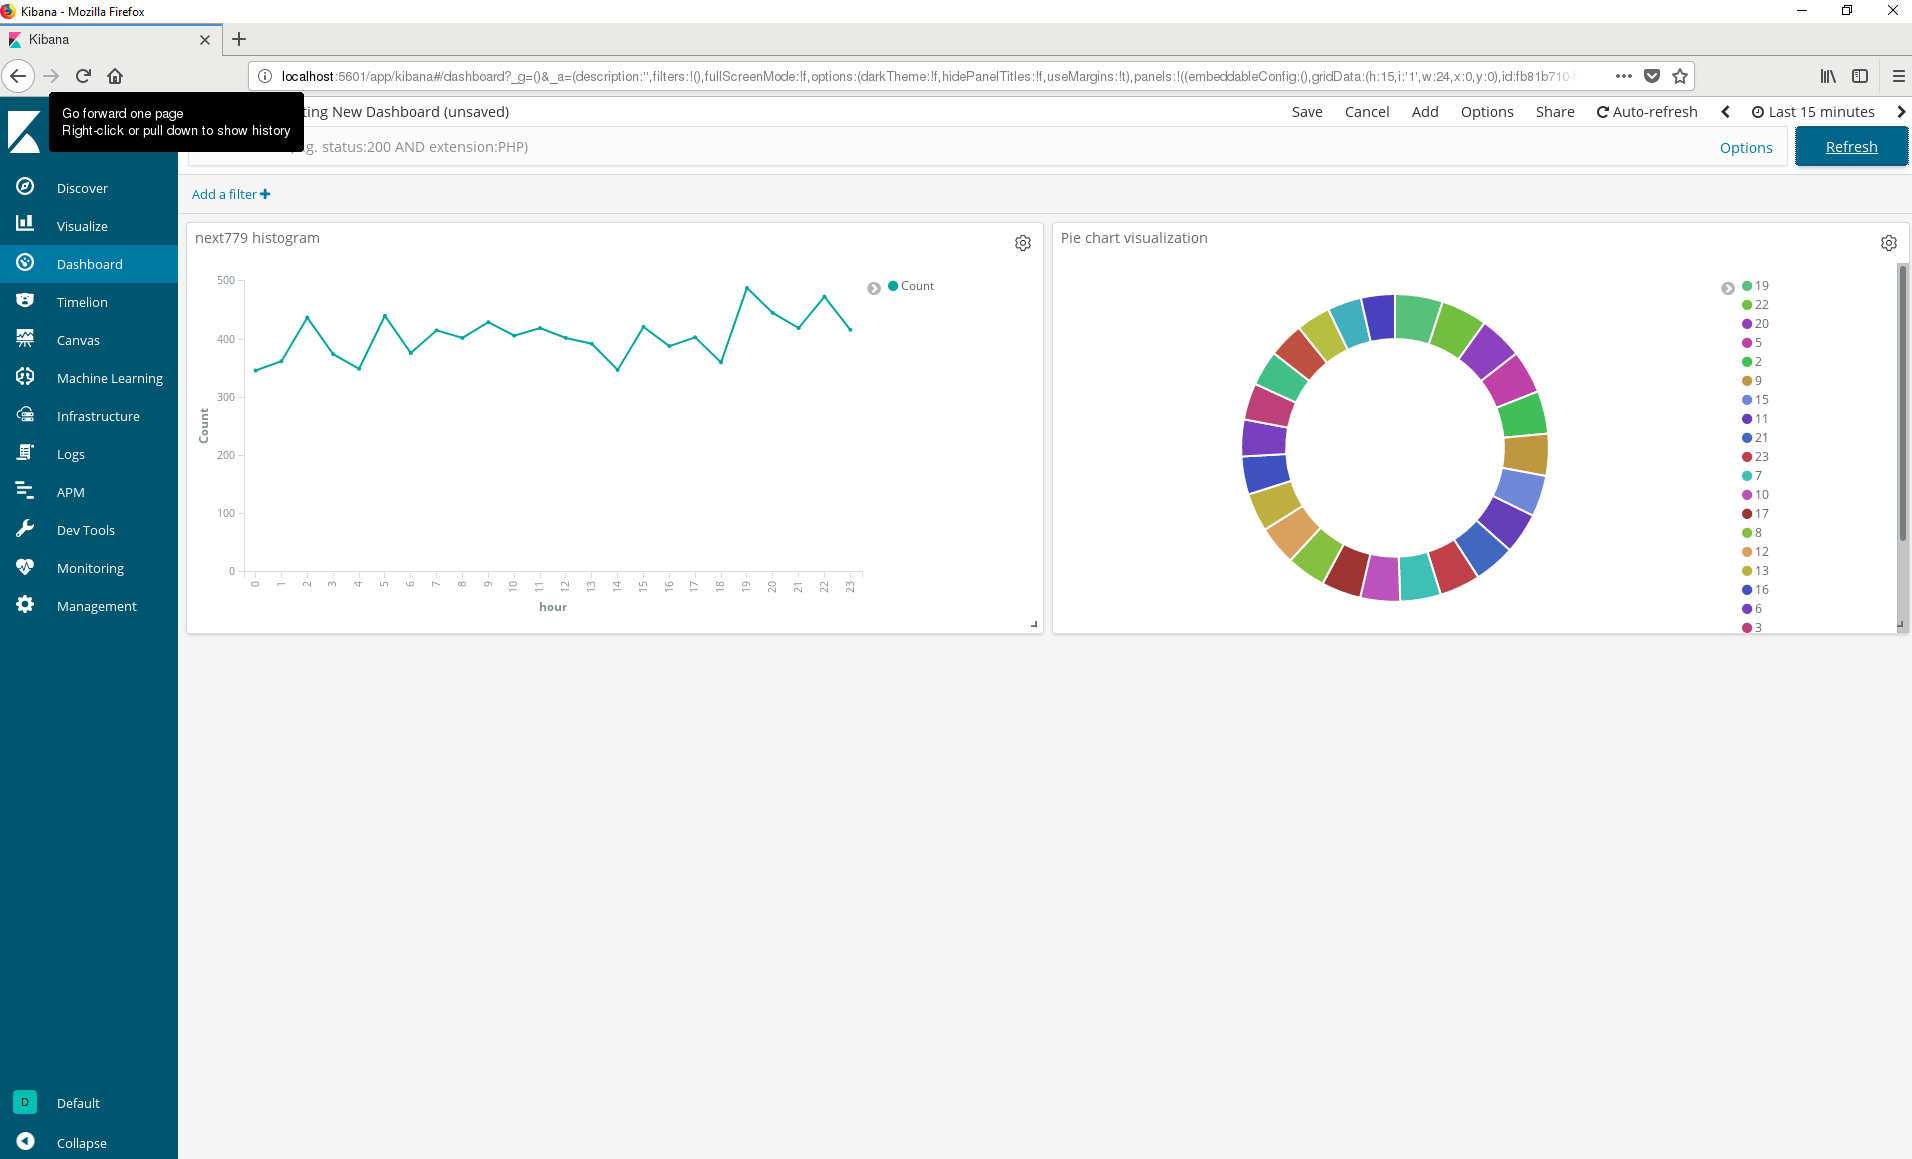 Kibana - Mozilla Firefox
Kibana
localhost:5601/app/kibana#/dashboard?_g=()&_a=(description:'',filters:!(),fullScreenMode:!f,options:(darkTheme:!f,hidePanelTitles:!f,useMargins:!t),panels:!((embeddableConfig:(),gridData:(h:15,i:'1',w:24,x:0,y:0),id:fb81b710-
Go forward one page
Right-click or pull down to show history
ting New Dashboard (unsaved)
Save Cancel Add Options Share Auto-refresh Last 15 minutes
g. status:200 AND extension:PHP)
Options
Refresh
Add a filter
Discover
Visualize
Dashboard
Timelion
Canvas
Machine Learning
Infrastructure
Logs
APM
Dev Tools
Monitoring
Management
D Default
Collapse
next779 histogram
500
400
300
200
100
0
Count
0 1 2 3 4 5 6 7 8 9 10 11 12 13 14 15 16 17 18 19 20 21 22 23
hour
Count
Pie chart visualization
19
22
20
5
2
9
15
11
21
23
7
10
17
8
12
13
16
6
3